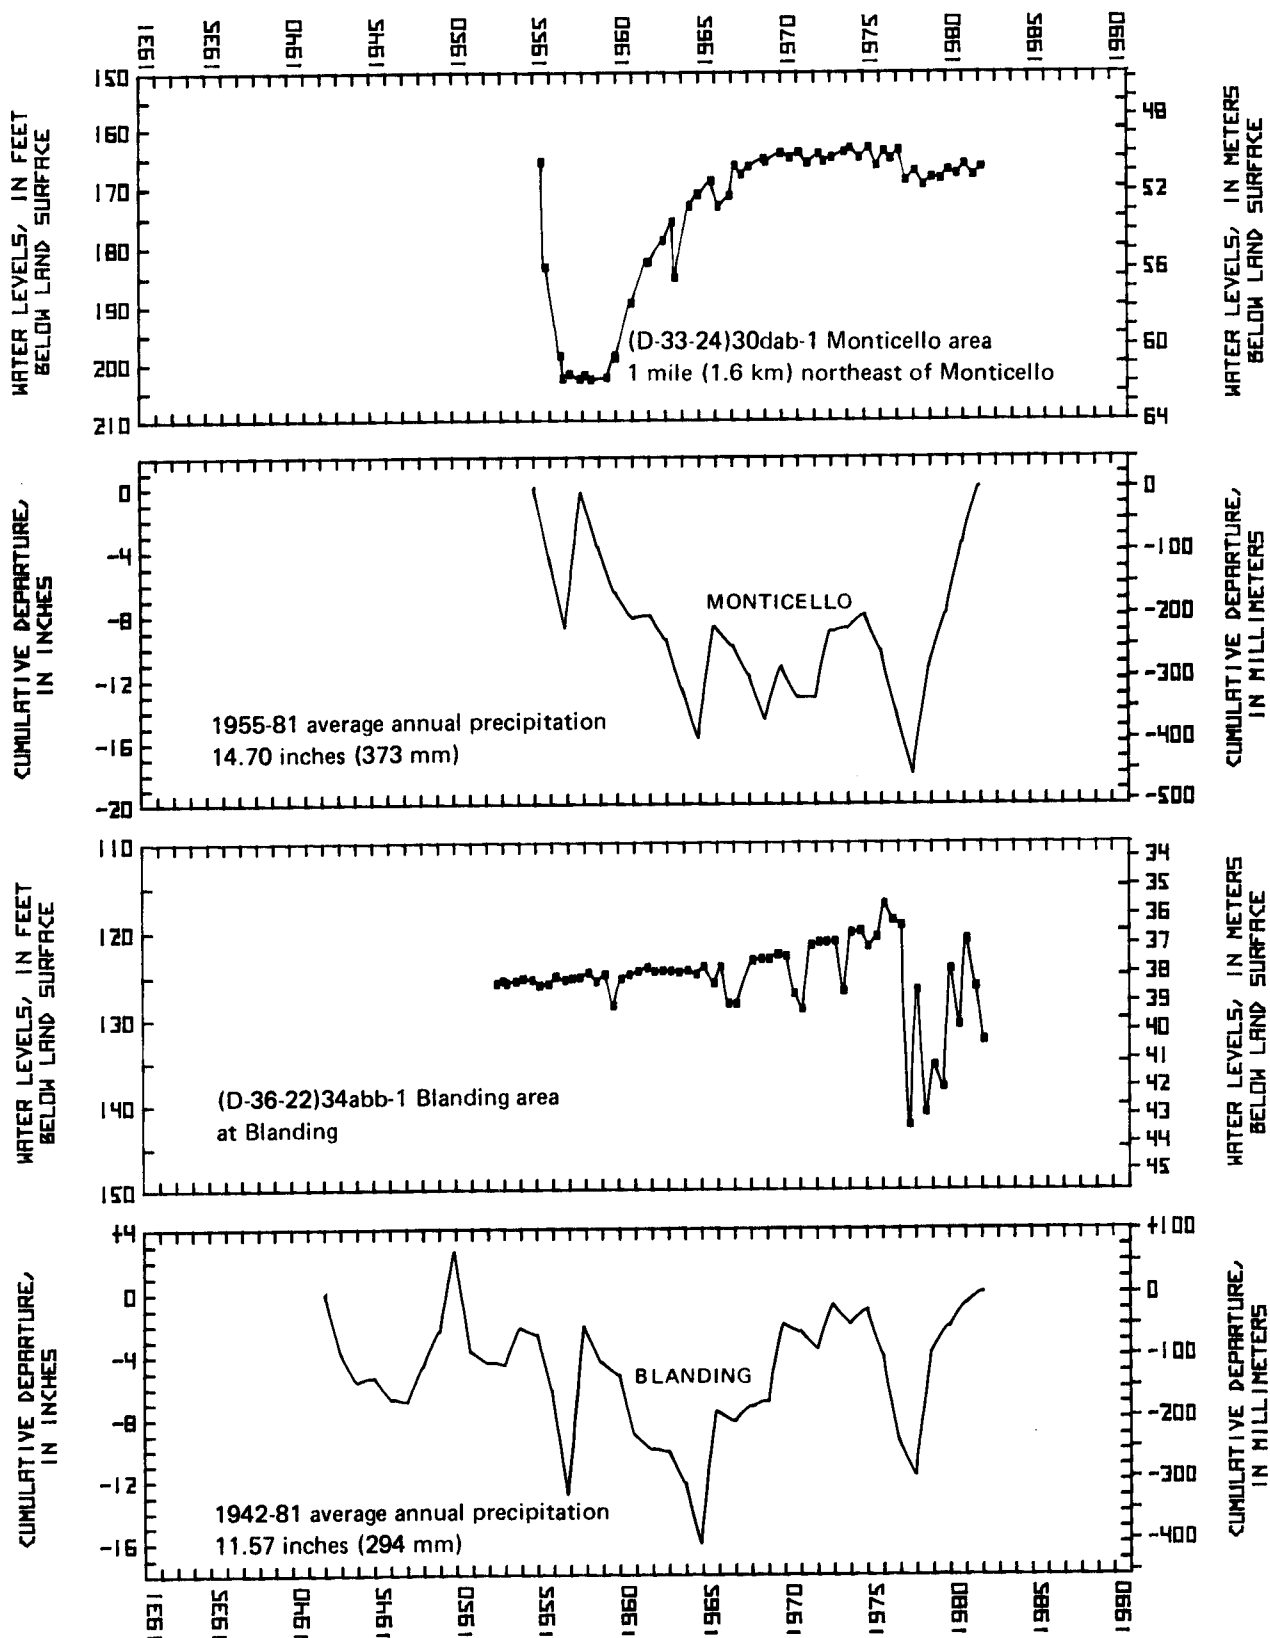 1931 1935 1940 1945 1950 1955 1960 1965 1970 1975 1980 1985 1990
WATER LEVELS, IN FEET
BELOW LAND SURFACE
150
160
170
180
190
200
210
(D-33-24)30dab-1 Monticello area
1 mile (1.6 km) northeast of Monticello
48
52
56
60
64
WATER LEVELS, IN METERS
BELOW LAND SURFACE
CUMULATIVE DEPARTURE,
IN INCHES
0
-4
-8
-12
-16
-20
MONTICELLO
1955-81 average annual precipitation
14.70 inches (373 mm)
0
-100
-200
-300
-400
-500
CUMULATIVE DEPARTURE,
IN MILLIMETERS
WATER LEVELS, IN FEET
BELOW LAND SURFACE
110
120
130
140
150
(D-36-22)34abb-1 Blanding area
at Blanding
34
35
36
37
38
39
40
41
42
43
44
45
WATER LEVELS, IN METERS
BELOW LAND SURFACE
CUMULATIVE DEPARTURE,
IN INCHES
+4
0
-4
-8
-12
-16
BLANDING
1942-81 average annual precipitation
11.57 inches (294 mm)
+100
0
-100
-200
-300
-400
CUMULATIVE DEPARTURE,
IN MILLIMETERS
1931 1935 1940 1945 1950 1955 1960 1965 1970 1975 1980 1985 1990